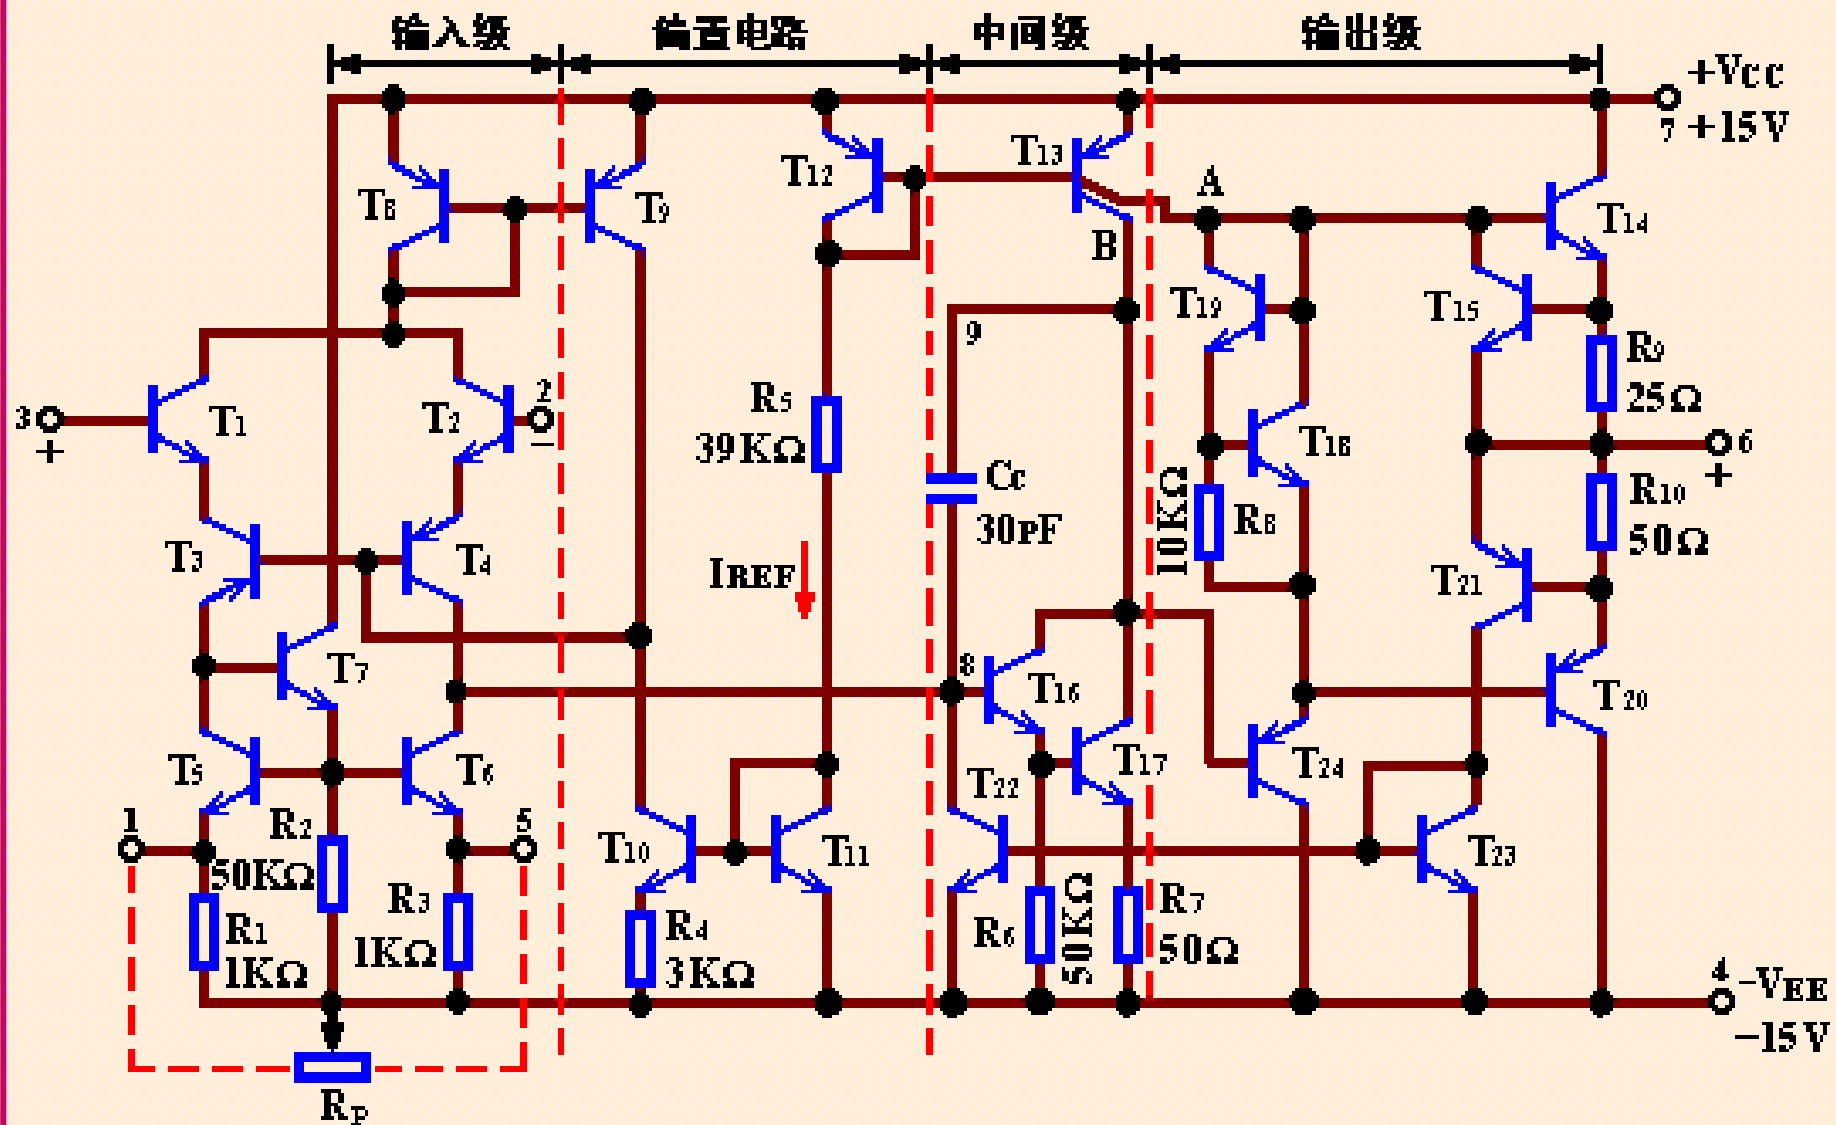 输入级 偏置电路 中间级 输出级
+VCC
7 +15V
T8
T9
T12
T13
A
B
T14
T19
T15
R9
25Ω
9
3
+
T1
T2
2
−
R5
39KΩ
CC
30PF
T18
10KΩ
R8
6
+
R10
50Ω
T3
T4
IREF
T21
T7
8
T16
T20
T5
T6
T22
T17
T24
1
R2
50KΩ
5
T10
T11
T23
R1
1KΩ
R3
1KΩ
R4
3KΩ
R6
50KΩ
R7
50Ω
4
−VEE
−15V
RP